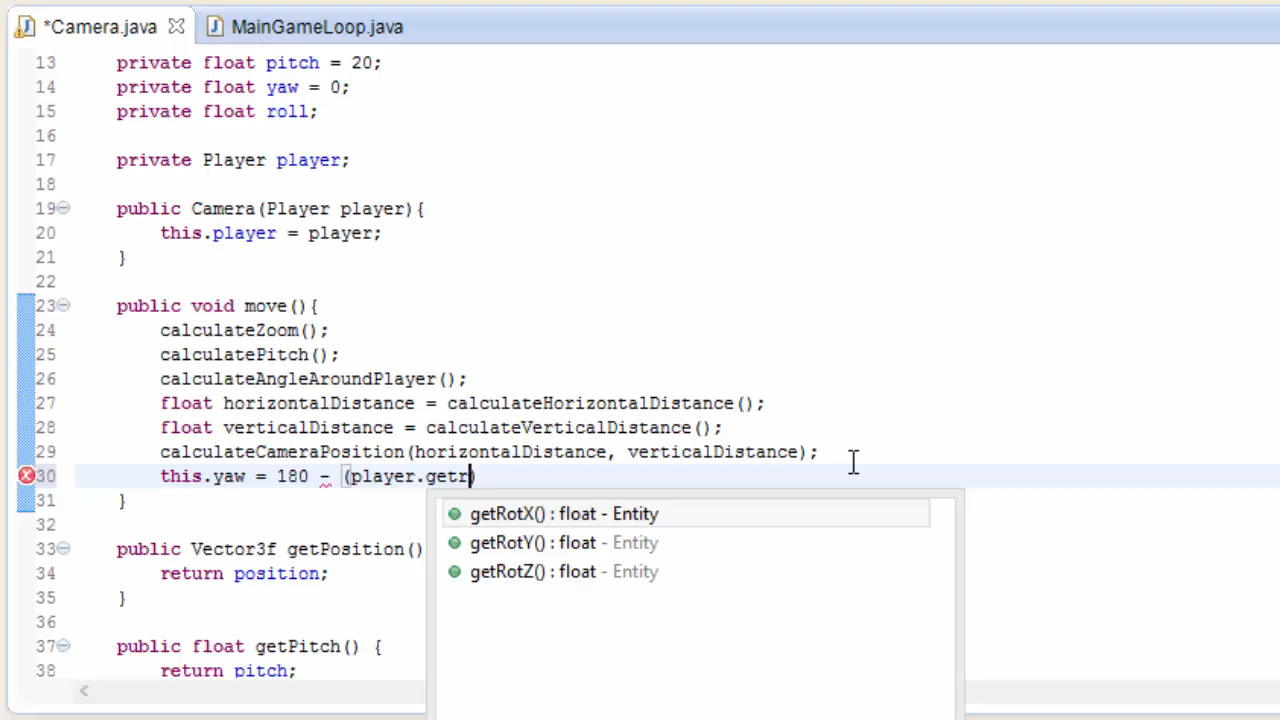 *Camera.java MainGameLoop.java
13 private float pitch = 20;
14 private float yaw = 0;
15 private float roll;
16
17 private Player player;
18
19 public Camera(Player player){
20 this.player = player;
21 }
22
23 public void move(){
24 calculateZoom();
25 calculatePitch();
26 calculateAngleAroundPlayer();
27 float horizontalDistance = calculateHorizontalDistance();
28 float verticalDistance = calculateVerticalDistance();
29 calculateCameraPosition(horizontalDistance, verticalDistance);
30 this.yaw = 180 - (player.getr)
31 }
getRotX() : float - Entity
32
33 public Vector3f getPosition()
getRotY() : float - Entity
34 return position;
getRotZ() : float - Entity
35 }
36
37 public float getPitch() {
38 return pitch;